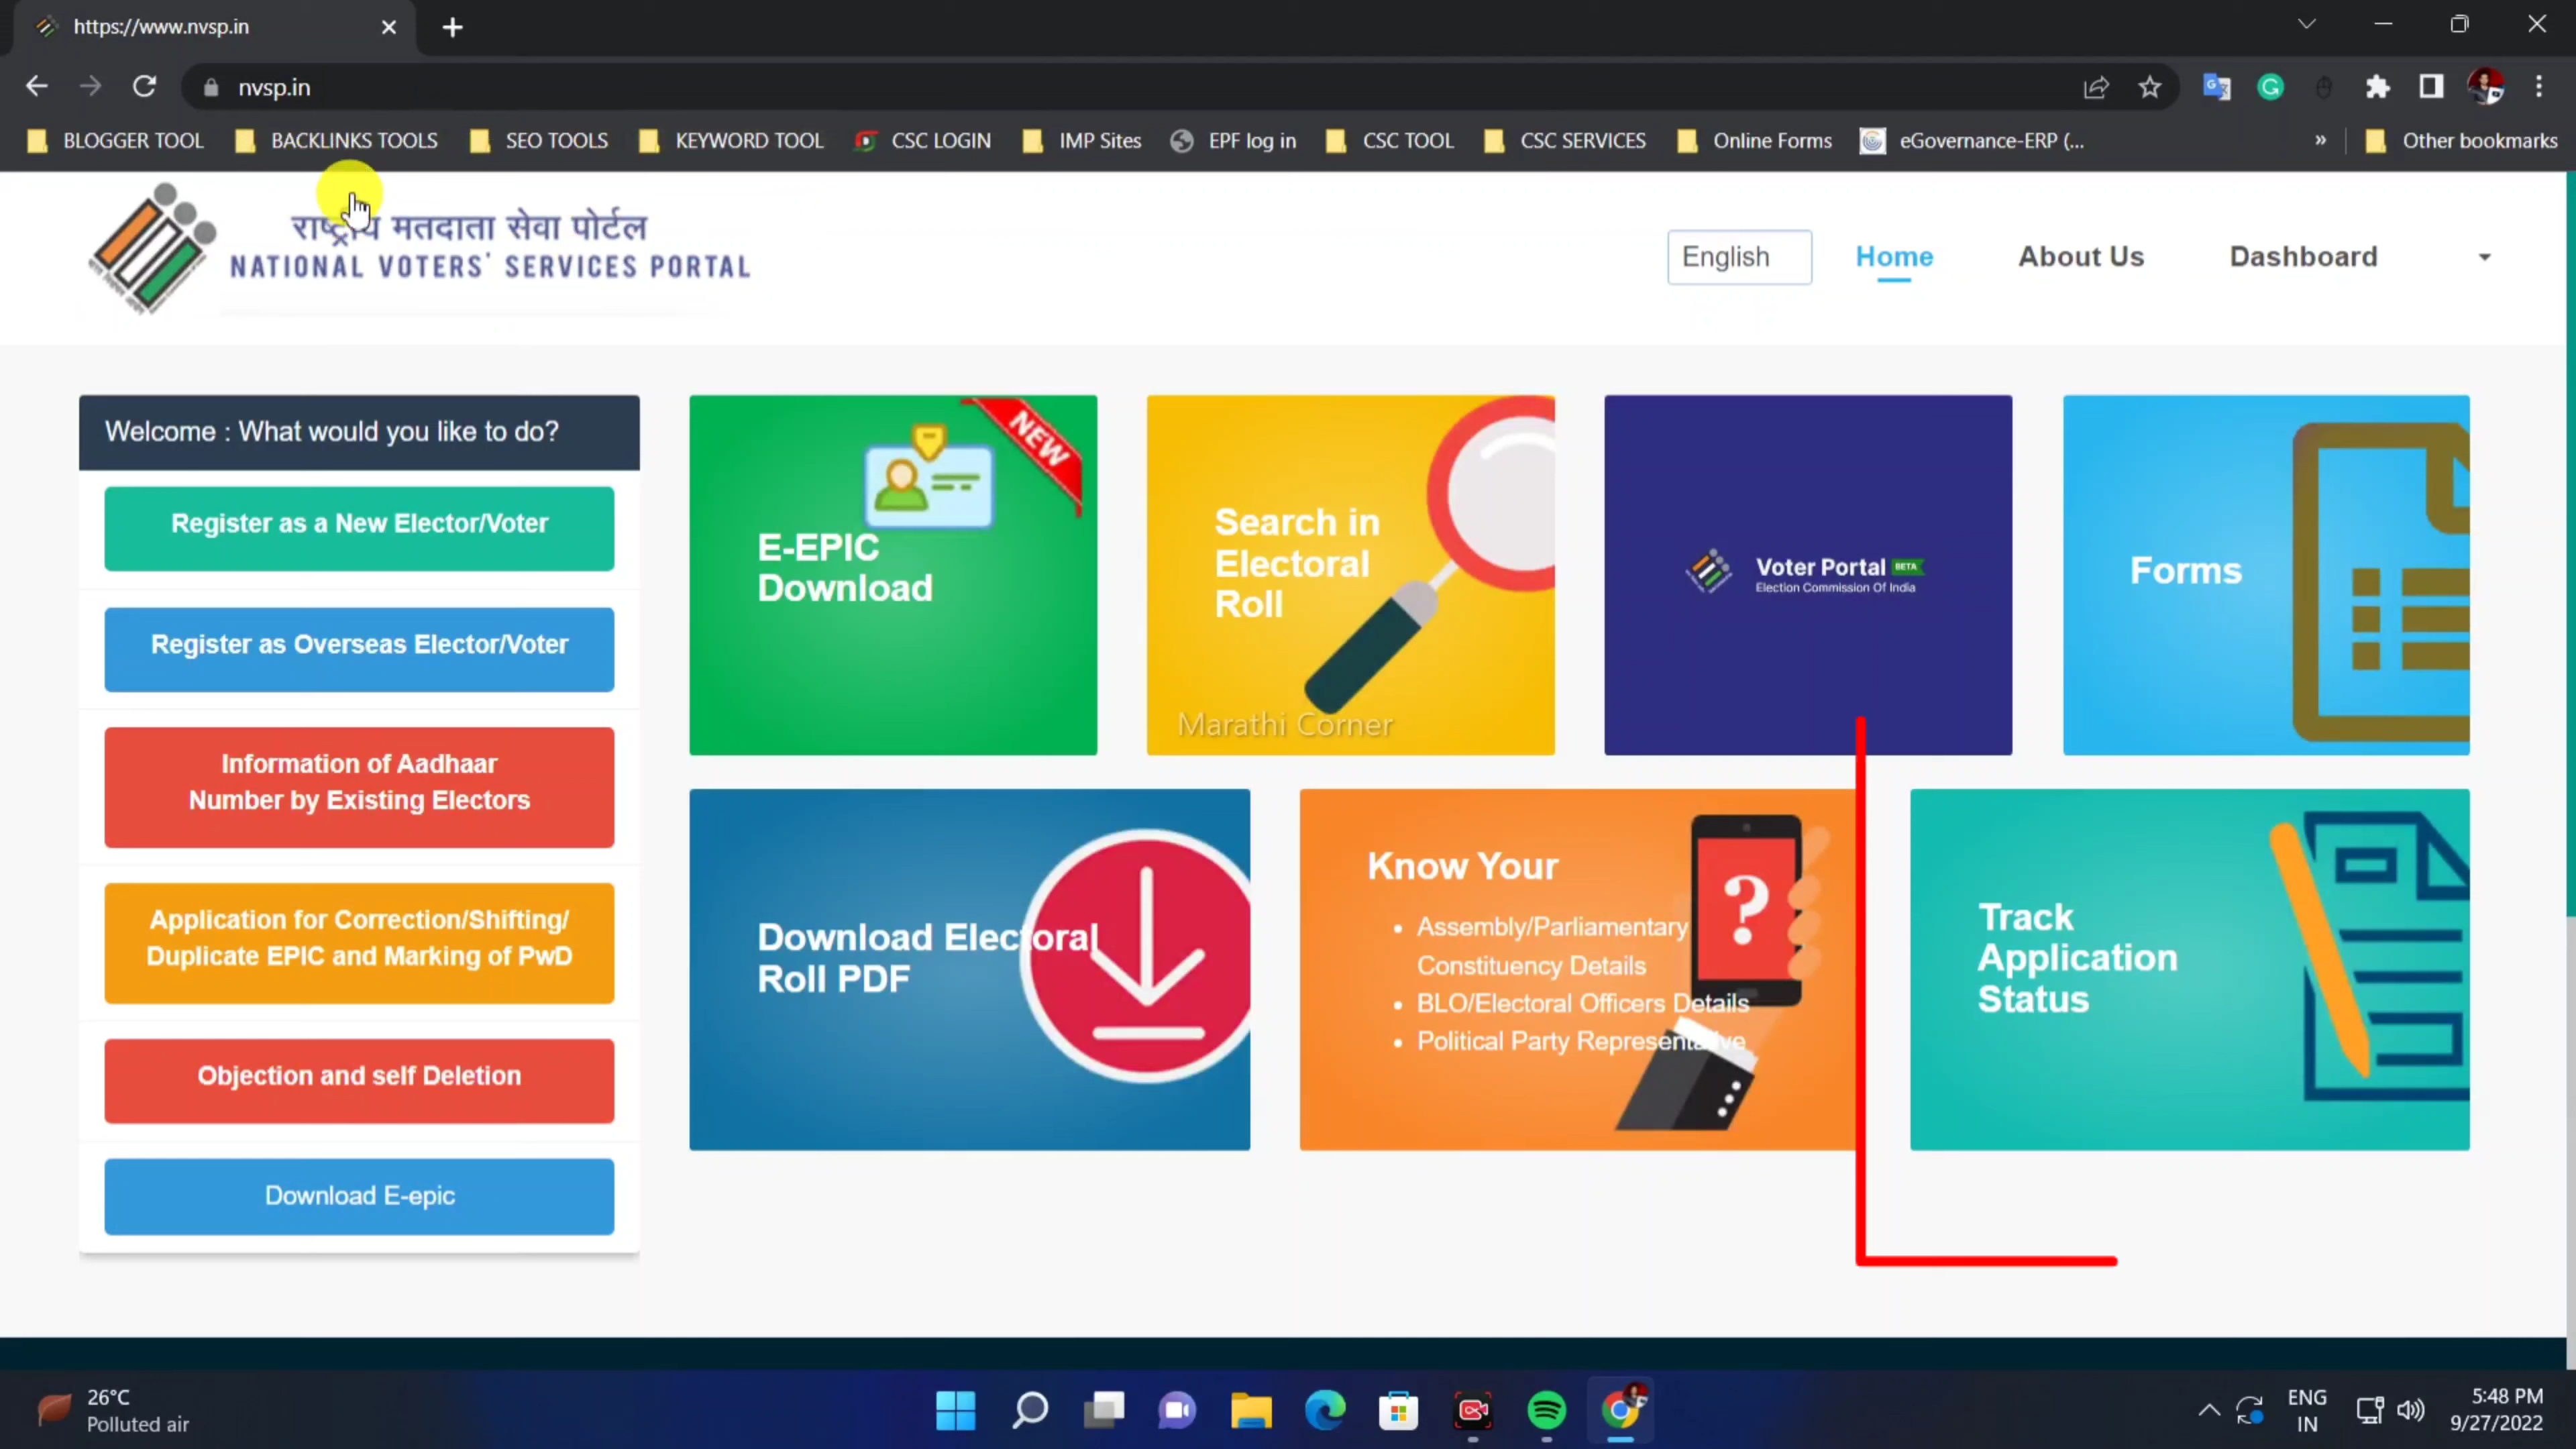 https://www.nvsp.in
nvsp.in
BLOGGER TOOL BACKLINKS TOOLS SEO TOOLS KEYWORD TOOL CSC LOGIN IMP Sites EPF log in CSC TOOL CSC SERVICES Online Forms eGovernance-ERP (... » Other bookmarks
राष्ट्रीय मतदाता सेवा पोर्टल
NATIONAL VOTERS' SERVICES PORTAL
English Home About Us Dashboard
Welcome : What would you like to do?
Register as a New Elector/Voter
Register as Overseas Elector/Voter
Information of Aadhaar
Number by Existing Electors
Application for Correction/Shifting/
Duplicate EPIC and Marking of PwD
Objection and self Deletion
Download E-epic
NEW
E-EPIC
Download
Search in
Electoral
Roll
Marathi Corner
Voter Portal BETA
Election Commission Of India
Forms
Download Electoral
Roll PDF
Know Your
• Assembly/Parliamentary
Constituency Details
• BLO/Electoral Officers Details
• Political Party Representative
?
Track
Application
Status
26°C
Polluted air
ENG
IN
5:48 PM
9/27/2022